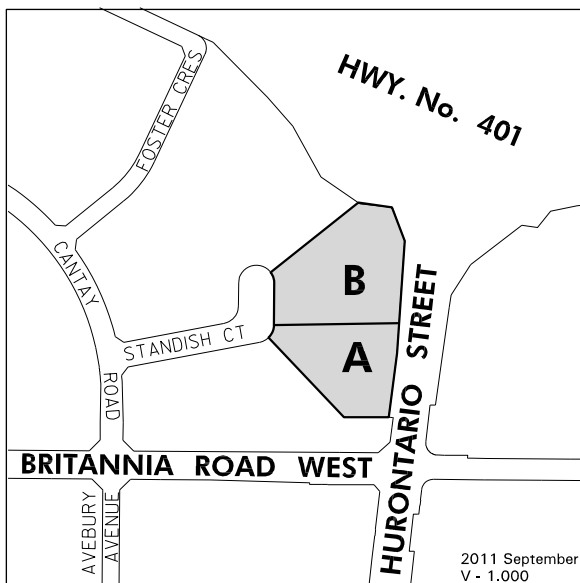 HWY. No. 401
FOSTER CRES
CANTAY
ROAD
STANDISH CT
B
A
HURONTARIO STREET
BRITANNIA ROAD WEST
AVEBURY
AVENUE
2011 September
V - 1.000